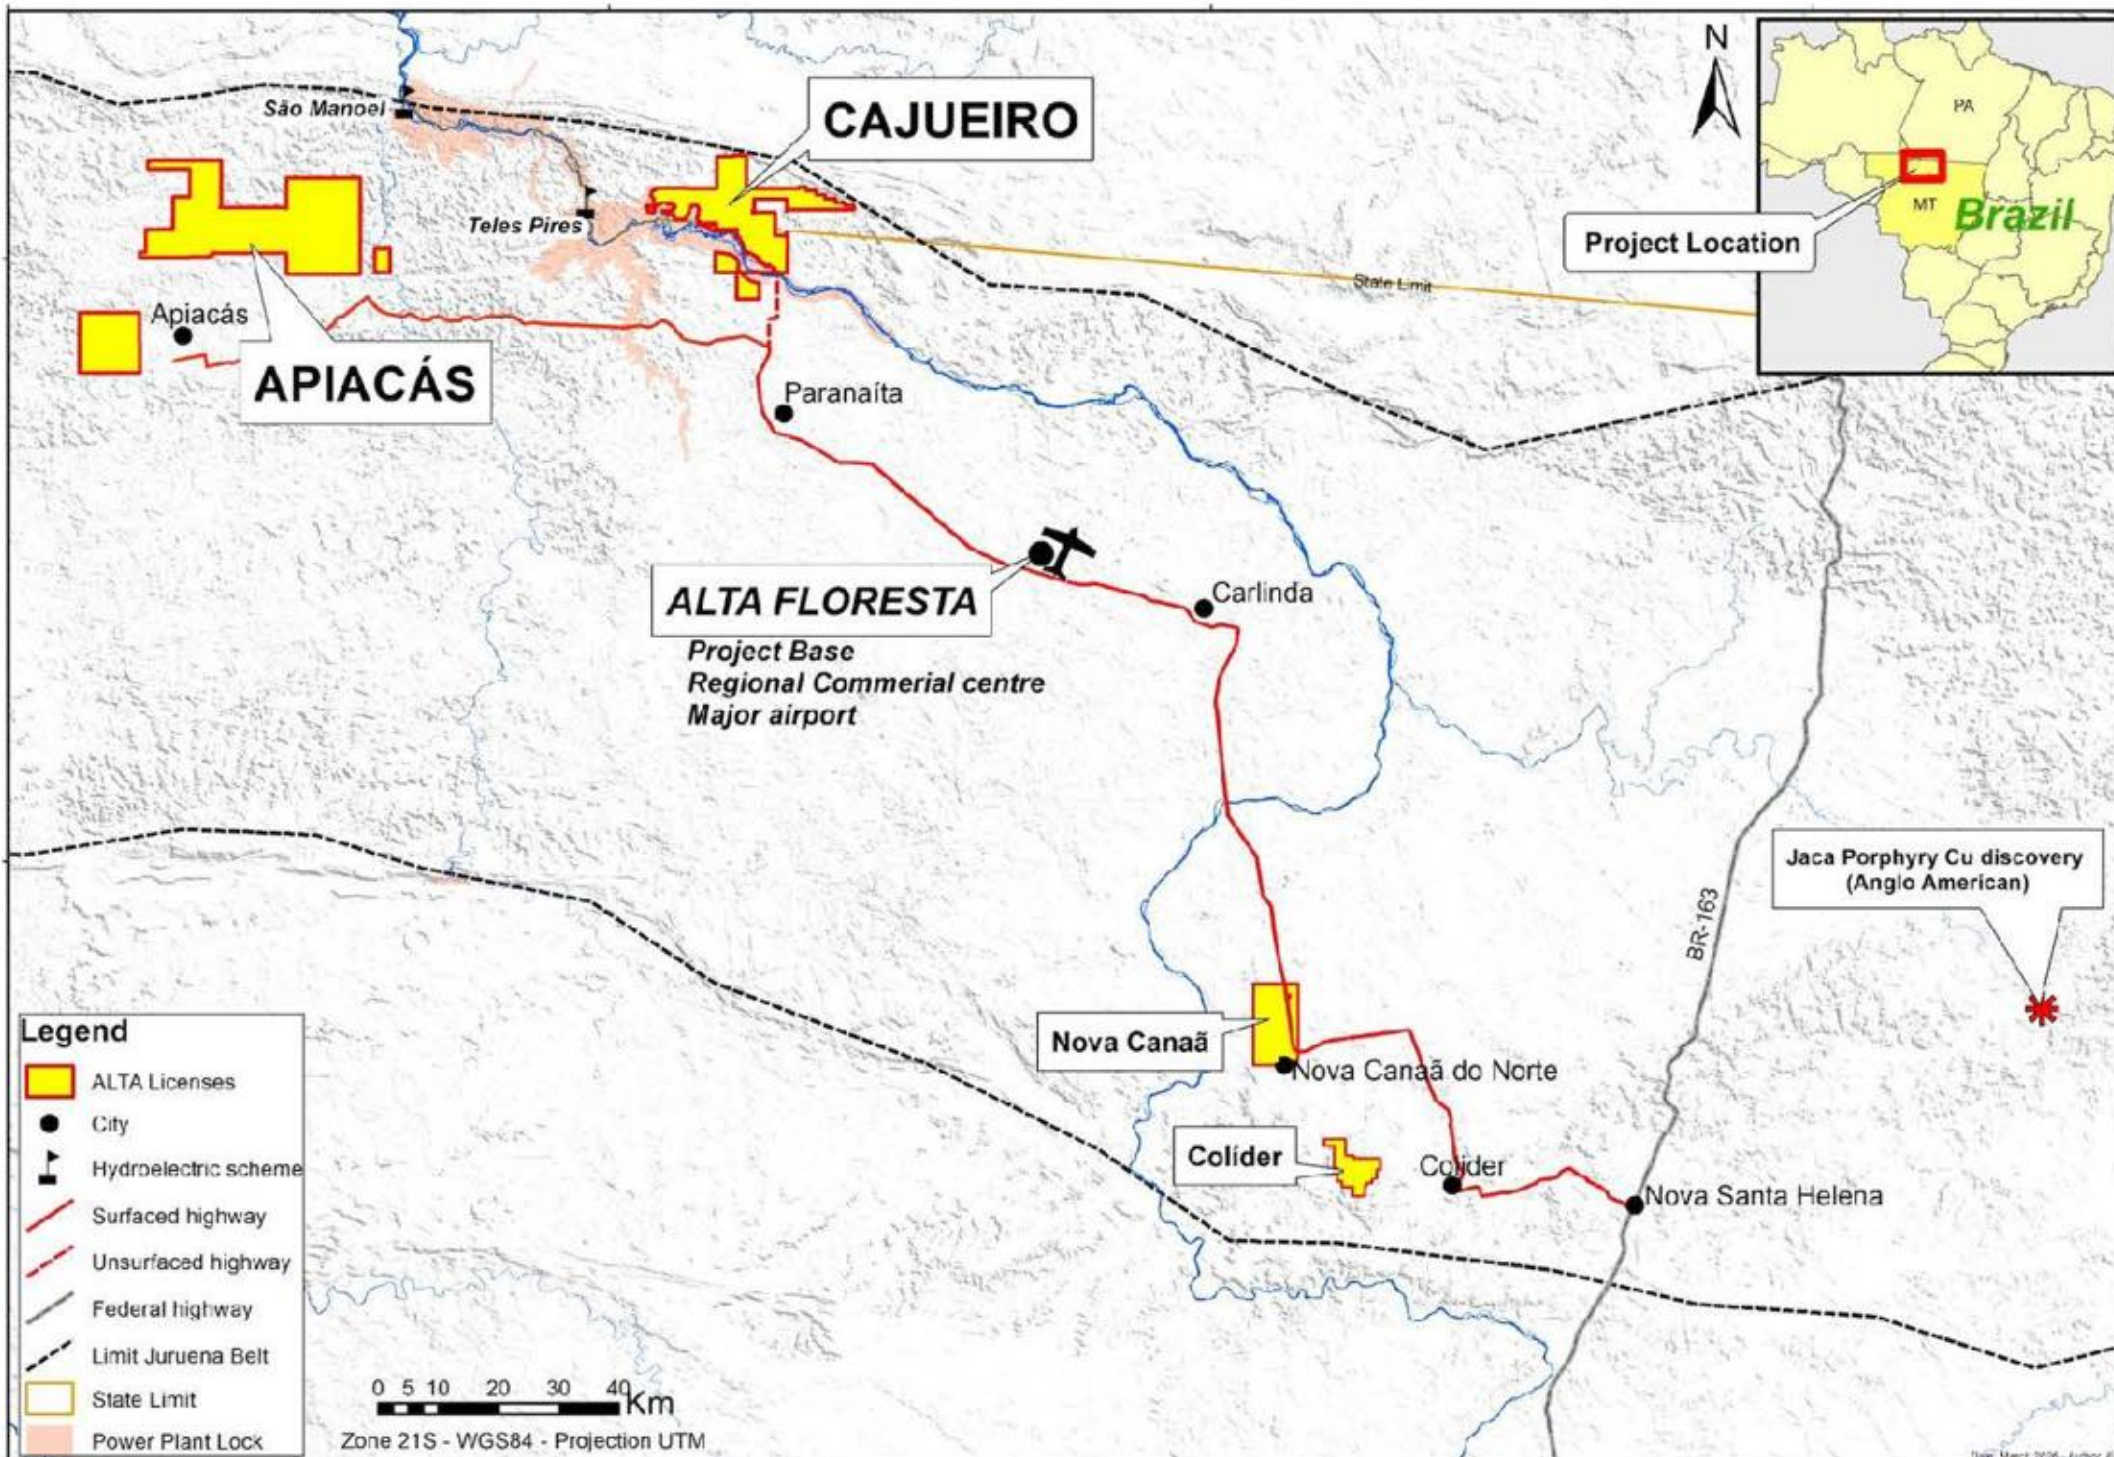 São Manoel
CAJUEIRO
N
PA
MT
Brazil
Project Location
Teles Pires
State Limit
Apiacás
APIACÁS
Paranaíta
ALTA FLORESTA
Project Base
Regional Commerial centre
Major airport
Carlinda
Jaca Porphyry Cu discovery
(Anglo American)
BR-163
Nova Canaã
Nova Canaã do Norte
Colíder
Colíder
Nova Santa Helena
Legend
ALTA Licenses
City
Hydroelectric scheme
Surfaced highway
Unsurfaced highway
Federal highway
Limit Juruena Belt
State Limit
Power Plant Lock
0 5 10 20 30 40 Km
Zone 21S - WGS84 - Projection UTM